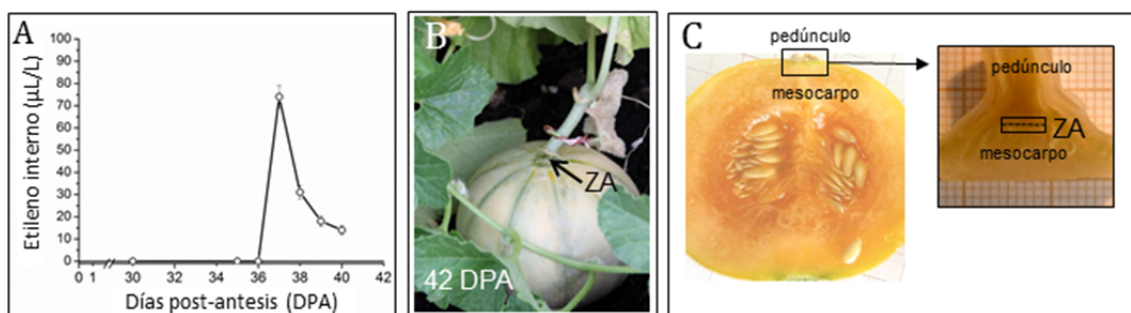 A
Etileno interno (µL/L)
100
90
80
70
60
50
40
30
20
10
0
0 1 30 32 34 36 38 40 42
Días post-antesis (DPA)
B
ZA
42 DPA
C
pedúnculo
mesocarpo
pedúnculo
ZA
mesocarpo